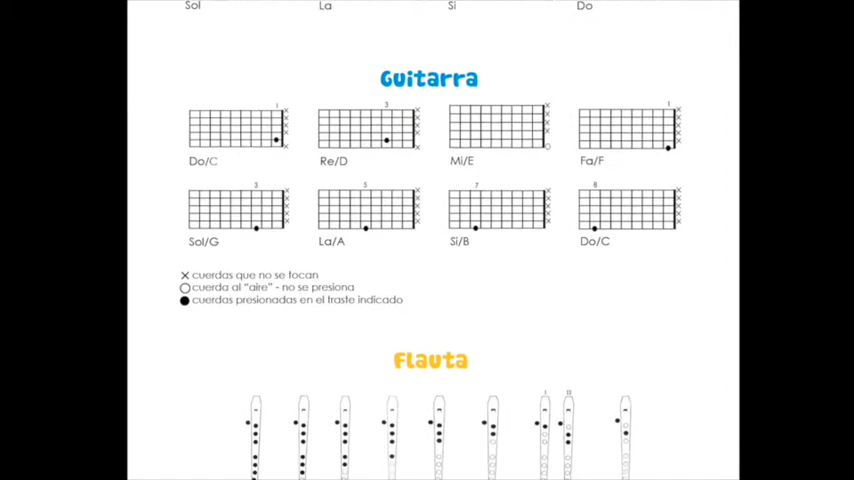 Sol La Si Do
Guitarra
1 3 1
Do/C Re/D Mi/E Fa/F
3 5 7 8
Sol/G La/A Si/B Do/C
X cuerdas que no se tocan
cuerda al "aire" - no se presiona
cuerdas presionadas en el traste indicado
Flauta
1 12